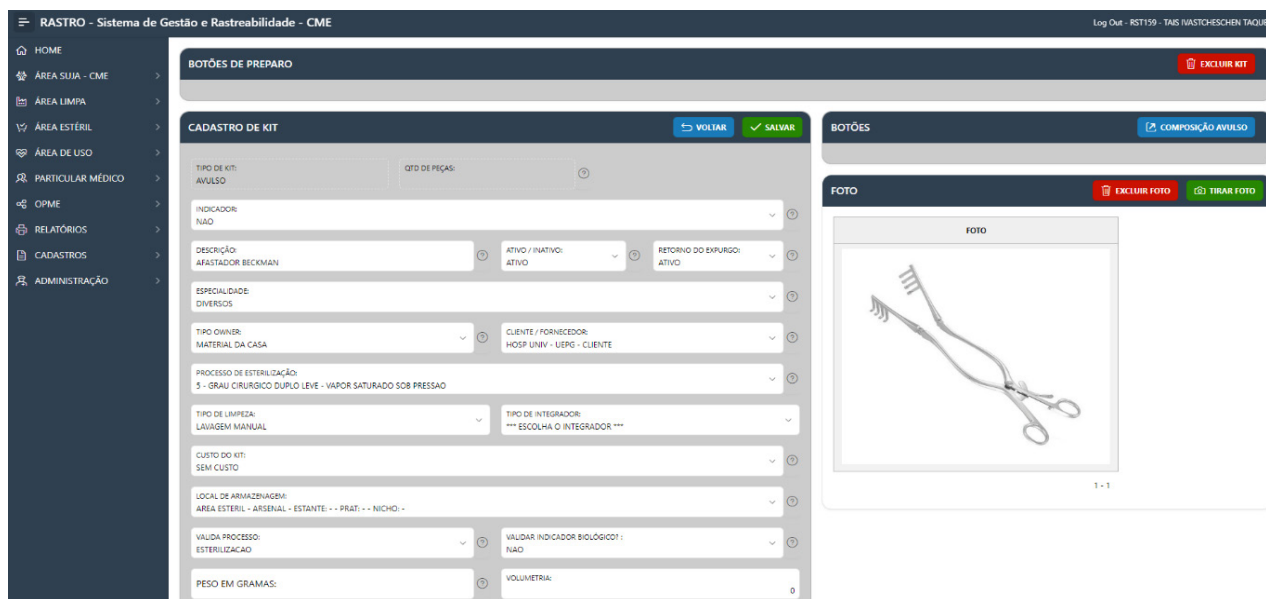 RASTRO - Sistema de Gestão e Rastreabilidade - CME
Log Out - RST159 - TAIS IVASTCHESCHEN TAQUE
HOME
ÁREA SUJA - CME
ÁREA LIMPA
ÁREA ESTÉRIL
ÁREA DE USO
PARTICULAR MÉDICO
OPME
RELATÓRIOS
CADASTROS
ADMINISTRAÇÃO
BOTÕES DE PREPARO
EXCLUIR KIT
CADASTRO DE KIT
VOLTAR
SALVAR
TIPO DE KIT:
AVULSO
QTD DE PEÇAS:
INDICADOR:
NAO
DESCRIÇÃO:
AFASTADOR BECKMAN
ATIVO / INATIVO:
ATIVO
RETORNO DO EXPURGO:
ATIVO
ESPECIALIDADE:
DIVERSOS
TIPO OWNER:
MATERIAL DA CASA
CLIENTE / FORNECEDOR:
HOSP UNIV - UEPG - CLIENTE
PROCESSO DE ESTERILIZAÇÃO:
5 - GRAU CIRURGICO DUPLO LEVE - VAPOR SATURADO SOB PRESSAO
TIPO DE LIMPEZA:
LAVAGEM MANUAL
TIPO DE INTEGRADOR:
*** ESCOLHA O INTEGRADOR ***
CUSTO DO KIT:
SEM CUSTO
LOCAL DE ARMAZENAGEM:
AREA ESTERIL - ARSENAL - ESTANTE: - - PRAT: - - NICHO: -
VALIDA PROCESSO:
ESTERILIZACAO
VALIDAR INDICADOR BIOLÓGICO? :
NAO
PESO EM GRAMAS:
VOLUMETRIA:
0
BOTÕES
COMPOSIÇÃO AVULSO
FOTO
EXCLUIR FOTO
TIRAR FOTO
FOTO
1 - 1